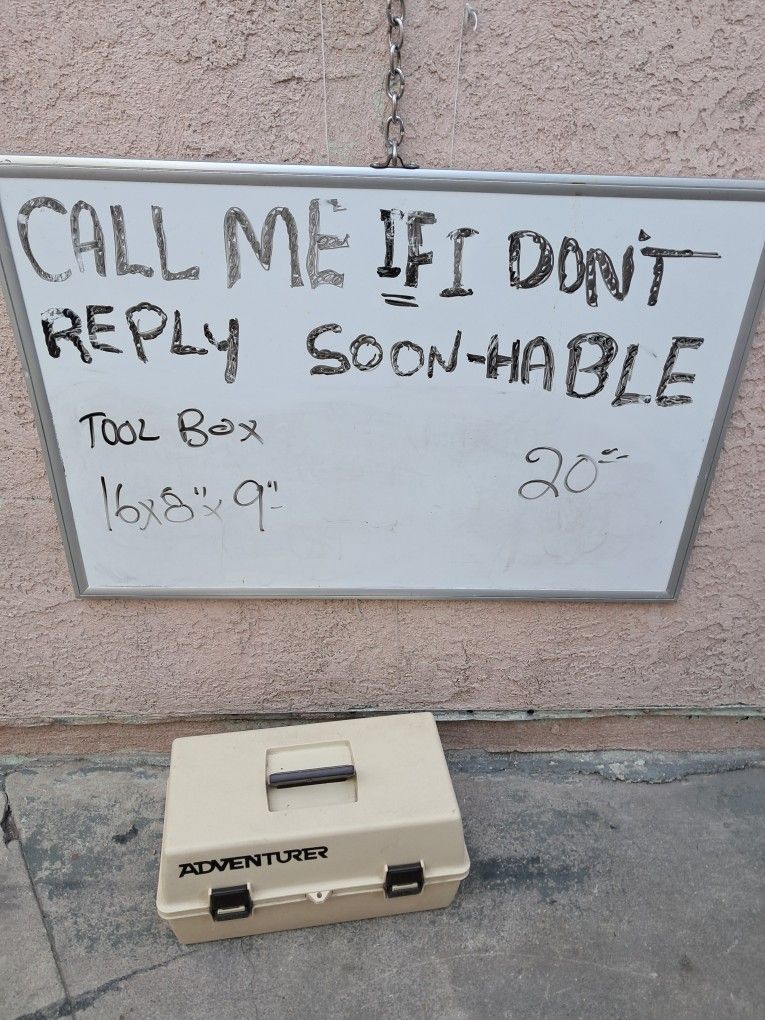 CALL ME IF I DON'T
REPLY SOON-HABLE
TOOL BOX
16x8"x9" 20=
ADVENTURER